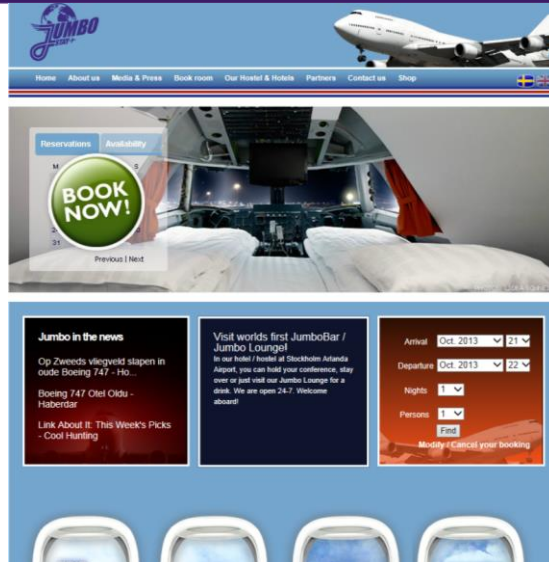 JUMBO
STAY
Home About us Media & Press Book room Our Hostel & Hotels Partners Contact us Shop
Reservations Availability
M S
BOOK
NOW!
31
Previous | Next
Jumbo in the news
Op Zweeds vliegveld slapen in
oude Boeing 747 - Ho...
Boeing 747 Otel Oldu -
Haberdar
Link About It: This Week's Picks
- Cool Hunting
Visit worlds first JumboBar /
Jumbo Lounge!
In our hotel / hostel at Stockholm Arlanda
Airport, you can hold your conference, stay
over or just visit our Jumbo Lounge for a
drink. We are open 24-7. Welcome
aboard!
Arrival Oct. 2013 21
Departure Oct. 2013 22
Nights 1
Persons 1
Find
Modify / Cancel your booking